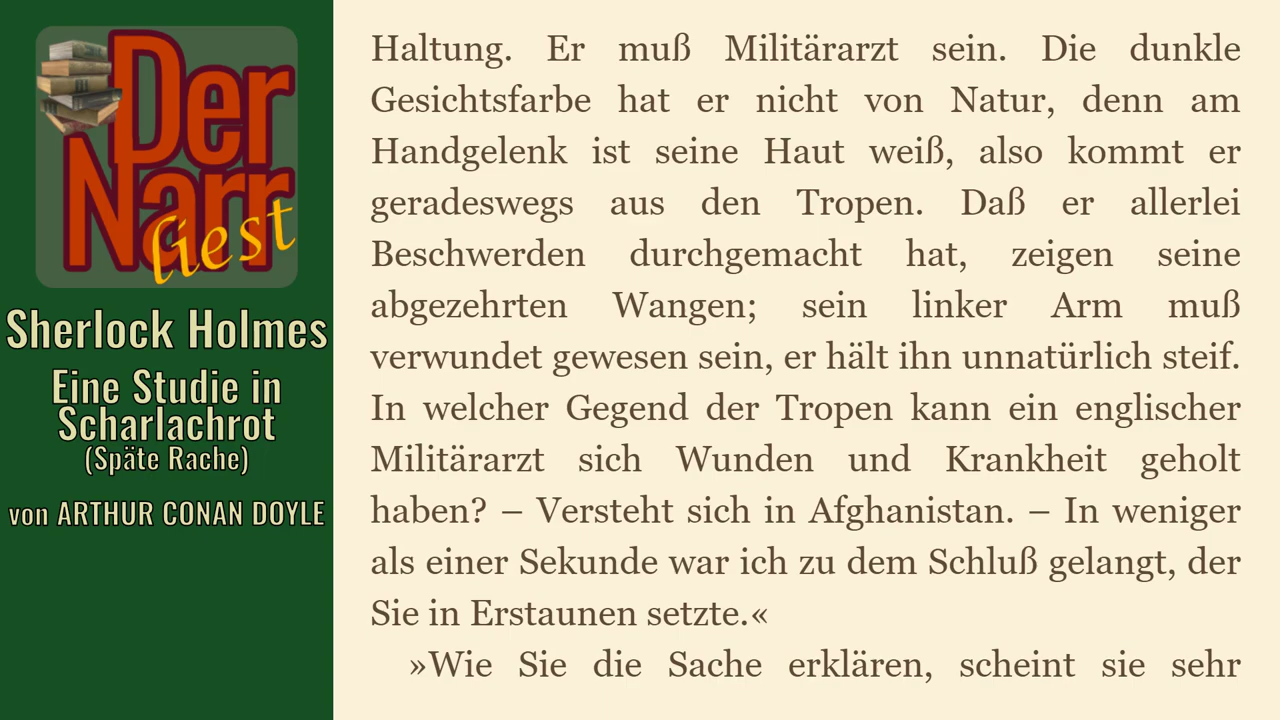 Der
Narr
liest
Sherlock Holmes
Eine Studie in
Scharlachrot
(Späte Rache)
von ARTHUR CONAN DOYLE
Haltung. Er muß Militärarzt sein. Die dunkle
Gesichtsfarbe hat er nicht von Natur, denn am
Handgelenk ist seine Haut weiß, also kommt er
geradeswegs aus den Tropen. Daß er allerlei
Beschwerden durchgemacht hat, zeigen seine
abgezehrten Wangen; sein linker Arm muß
verwundet gewesen sein, er hält ihn unnatürlich steif.
In welcher Gegend der Tropen kann ein englischer
Militärarzt sich Wunden und Krankheit geholt
haben? – Versteht sich in Afghanistan. – In weniger
als einer Sekunde war ich zu dem Schluß gelangt, der
Sie in Erstaunen setzte.«
»Wie Sie die Sache erklären, scheint sie sehr